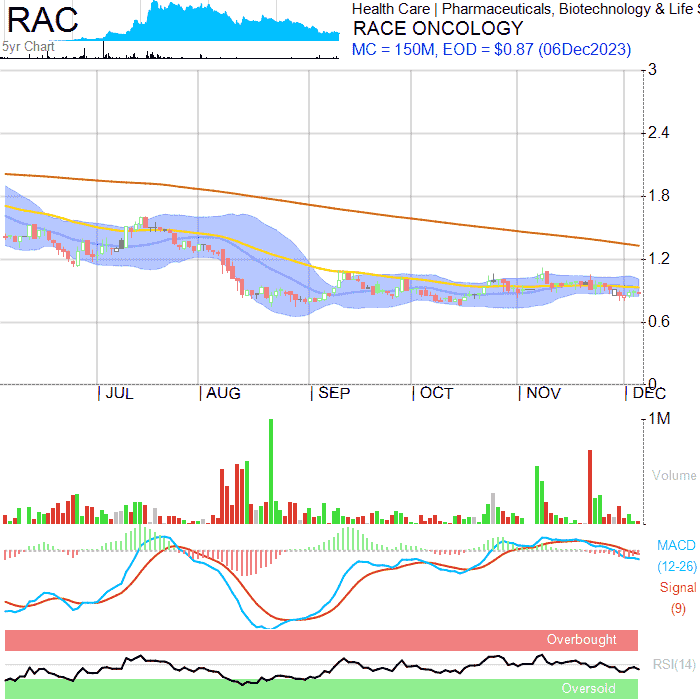 RAC
5yr Chart
Health Care | Pharmaceuticals, Biotechnology & Life S
RACE ONCOLOGY
MC = 150M, EOD = $0.87 (06Dec2023)
3
2.4
1.8
1.2
0.6
0
| JUL
| AUG
| SEP
| OCT
| NOV
| DEC
1M
Volume
MACD
(12-26)
Signal
(9)
Overbought
RSI(14)
Oversold